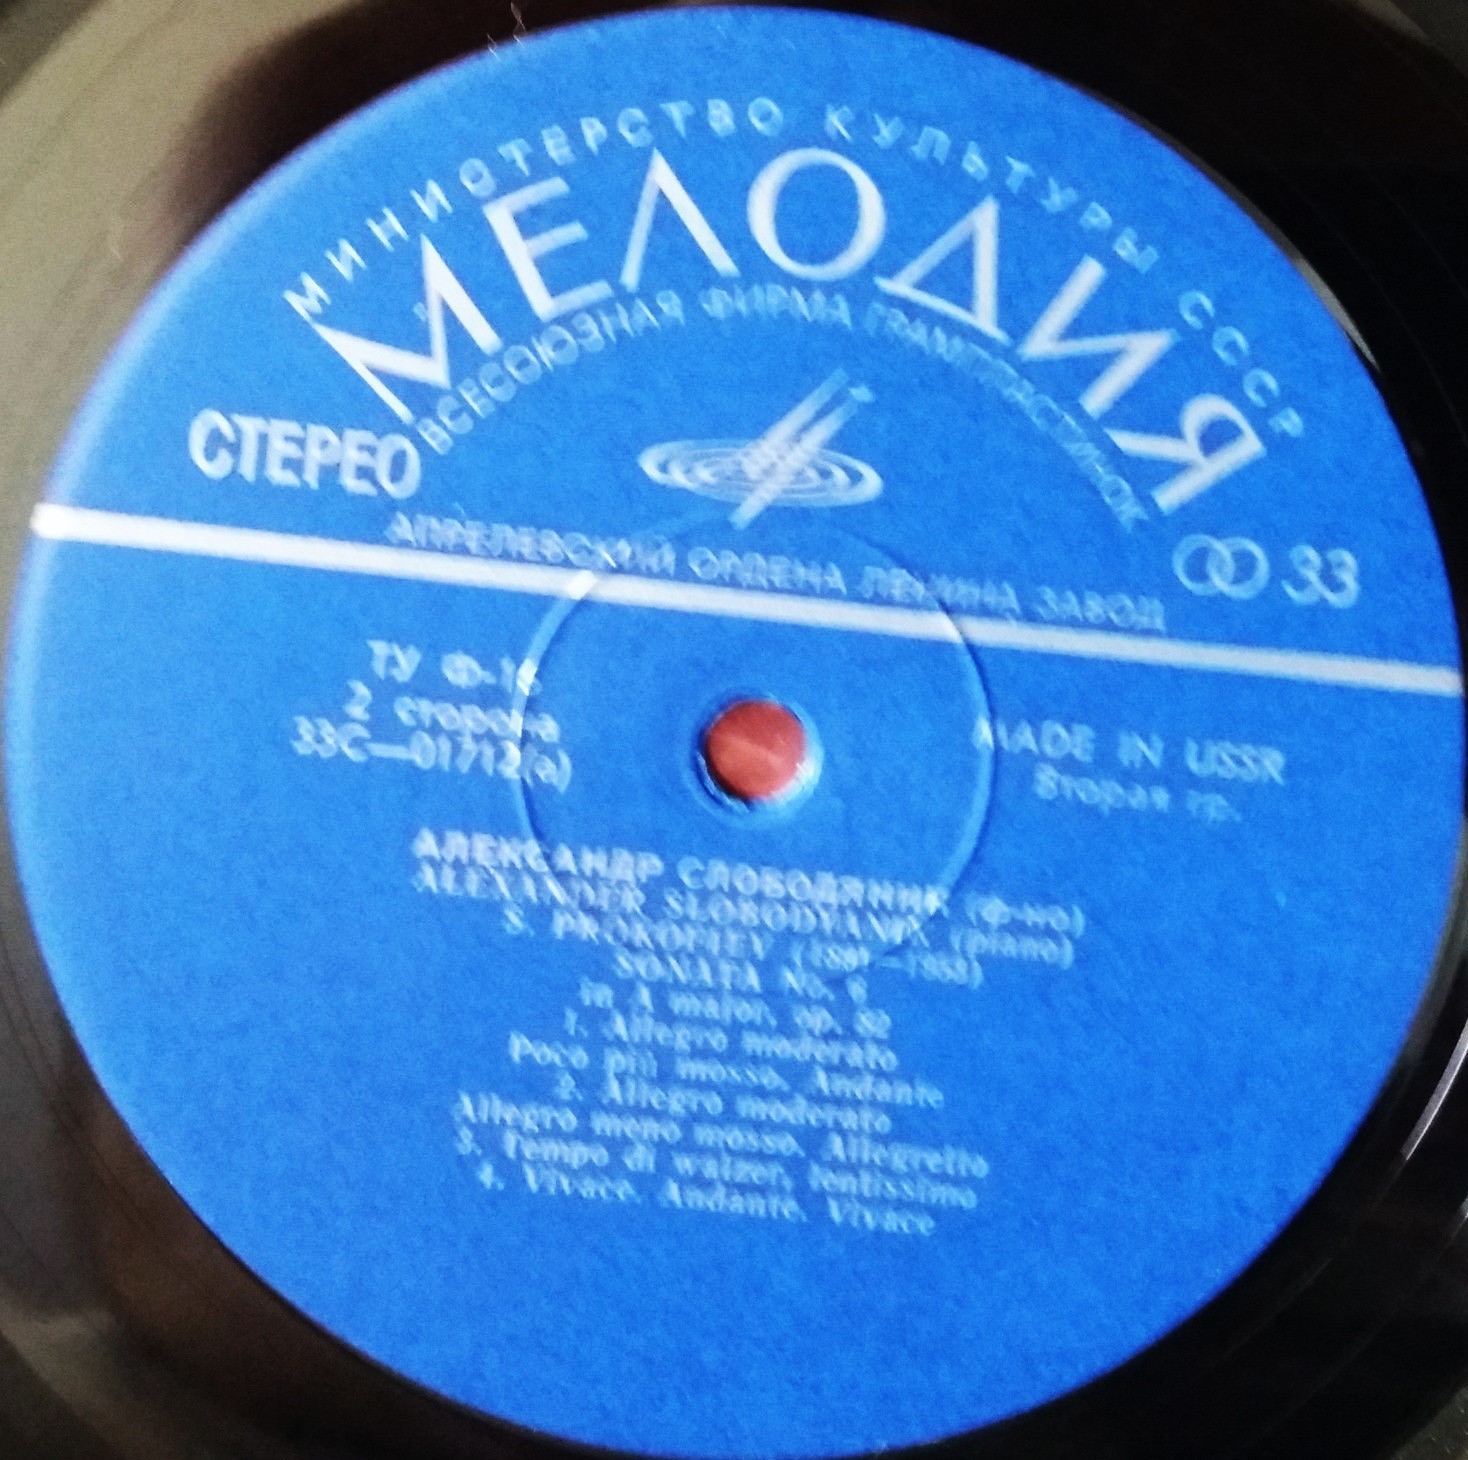 МИНИСТЕРСТВО КУЛЬТУРЫ СССР
МЕЛОДИЯ
ВСЕСОЮЗНАЯ ФИРМА ГРАМПЛАСТИНОК
СТЕРЕО
33
АПРЕЛЕВСКИЙ ОРДЕНА ЛЕНИНА ЗАВОД
ТУ
2 сторона
33С—01712(а)
MADE IN USSR
Вторая гр.
АЛЕКСАНДР СЛОБОДЯНИК (ф-но)
ALEXANDER SLOBODYANIK (piano)
S. PROKOFIEV (1891—1953)
SONATA No. 6
in A major, op. 82
1. Allegro moderato
Poco più mosso. Andante
2. Allegro moderato
Allegro meno mosso. Allegretto
3. Tempo di walzer, lentissimo
4. Vivace. Andante. Vivace